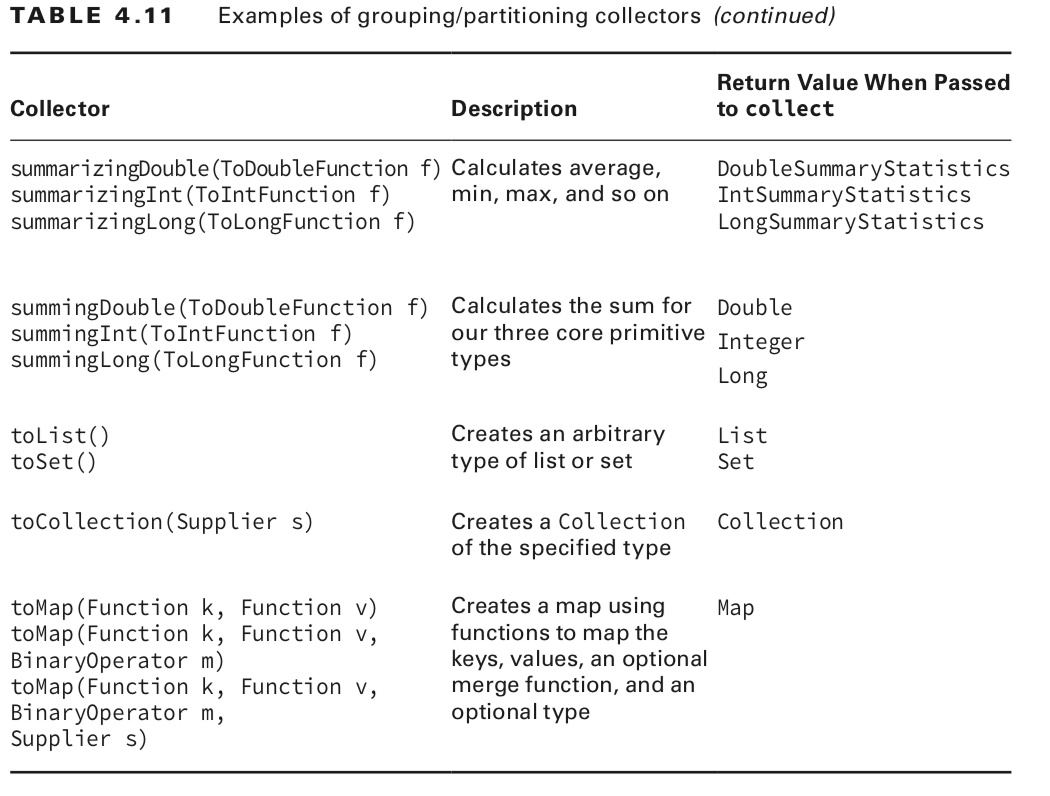 TABLE 4.11 Examples of grouping/partitioning collectors (continued)
Collector Description Return Value When Passed
to collect
summarizingDouble(ToDoubleFunction f) Calculates average, DoubleSummaryStatistics
summarizingInt(ToIntFunction f) min, max, and so on IntSummaryStatistics
summarizingLong(ToLongFunction f) LongSummaryStatistics
summingDouble(ToDoubleFunction f) Calculates the sum for Double
summingInt(ToIntFunction f) our three core primitive Integer
summingLong(ToLongFunction f) types Long
toList() Creates an arbitrary List
toSet() type of list or set Set
toCollection(Supplier s) Creates a Collection Collection
of the specified type
toMap(Function k, Function v) Creates a map using Map
toMap(Function k, Function v, functions to map the
BinaryOperator m) keys, values, an optional
toMap(Function k, Function v, merge function, and an
BinaryOperator m, optional type
Supplier s)